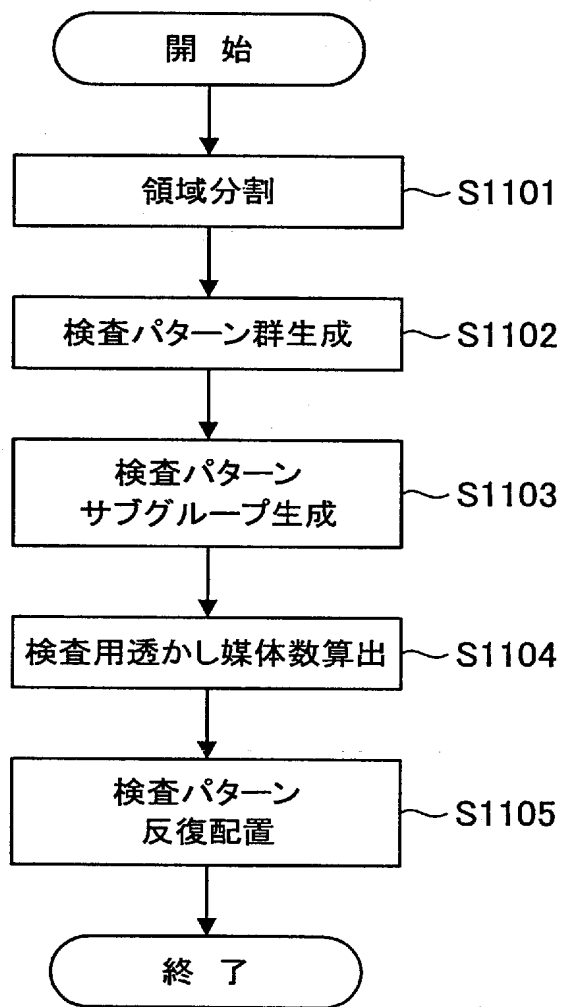 開 始
領域分割
S1101
検査パターン群生成
S1102
検査パターン
サブグループ生成
S1103
検査用透かし媒体数算出
S1104
検査パターン
反復配置
S1105
終 了